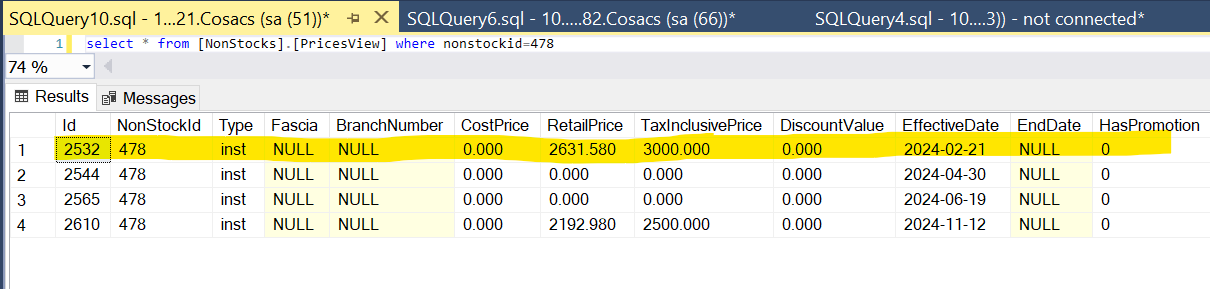 SQLQuery10.sql - 1...21.Cosacs (sa (51))* SQLQuery6.sql - 10.....82.Cosacs (sa (66))* SQLQuery4.sql - 10....3)) - not connected*
1 select * from [NonStocks].[PricesView] where nonstockid=478
74 %
Results Messages
Id NonStockId Type Fascia BranchNumber CostPrice RetailPrice TaxInclusivePrice DiscountValue EffectiveDate EndDate HasPromotion
1 2532 478 inst NULL NULL 0.000 2631.580 3000.000 0.000 2024-02-21 NULL 0
2 2544 478 inst NULL NULL 0.000 0.000 0.000 0.000 2024-04-30 NULL 0
3 2565 478 inst NULL NULL 0.000 0.000 0.000 0.000 2024-06-19 NULL 0
4 2610 478 inst NULL NULL 0.000 2192.980 2500.000 0.000 2024-11-12 NULL 0